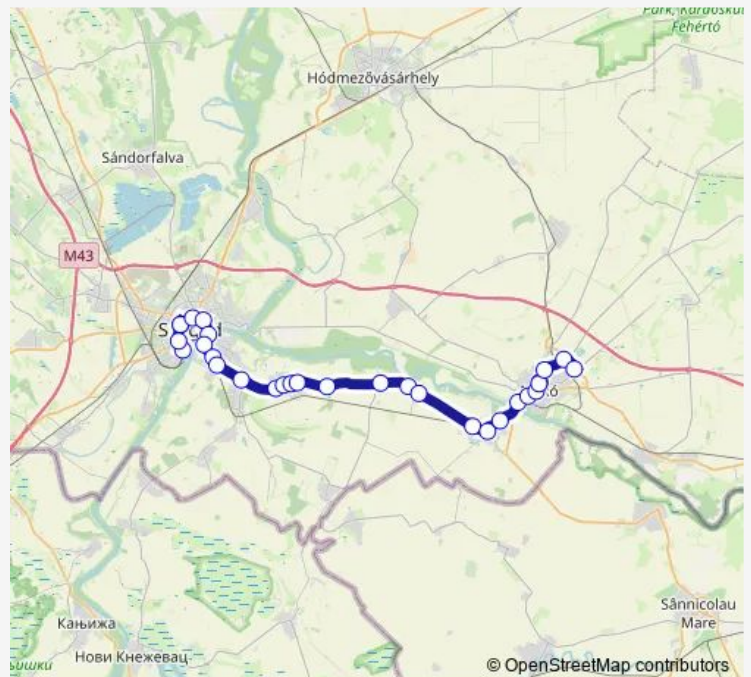 Park, Kardoskút
Fehértó
Hódmezővásárhely
Sándorfalva
M43
Sânnicolau
Mare
Кањижа
Нови Кнежевац
© OpenStreetMap contributors